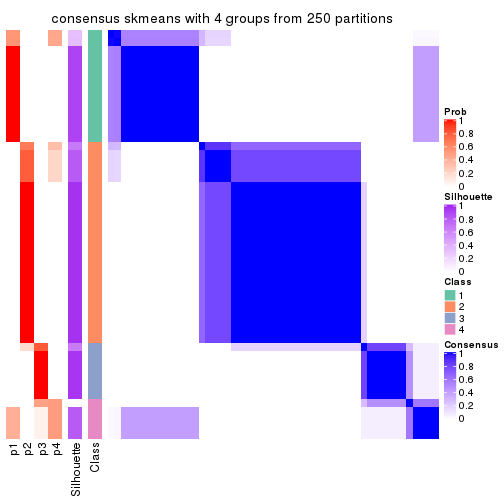 consensus skmeans with 4 groups from 250 partitions
Prob
1
0.8
0.6
0.4
0.2
0
Silhouette
1
0.8
0.6
0.4
0.2
0
Class
1
2
3
4
Consensus
1
0.8
0.6
0.4
0.2
0
p1
p2
p3
p4
Silhouette
Class